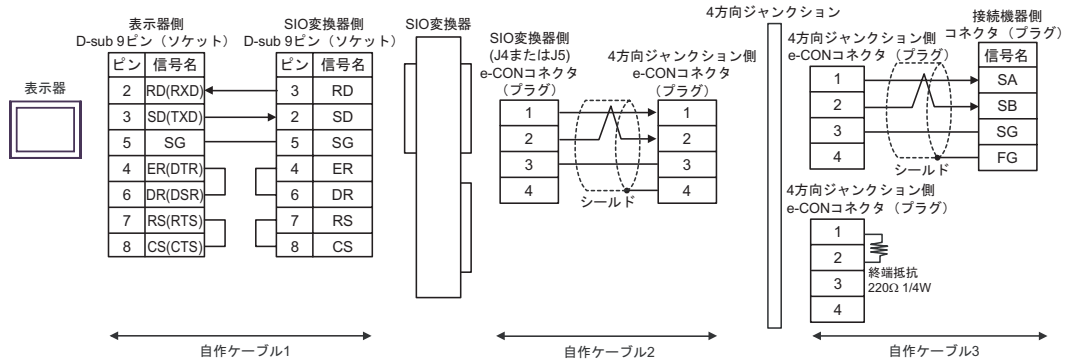 表示器
表示器側
D-sub 9ピン（ソケット）
ピン 信号名
2 RD(RXD)
3 SD(TXD)
5 SG
4 ER(DTR)
6 DR(DSR)
7 RS(RTS)
8 CS(CTS)
SIO変換器側
D-sub 9ピン（ソケット）
ピン 信号名
3 RD
2 SD
5 SG
4 ER
6 DR
7 RS
8 CS
自作ケーブル1
SIO変換器
SIO変換器側
(J4またはJ5)
e-CONコネクタ
（プラグ）
1
2
3
4
シールド
4方向ジャンクション側
e-CONコネクタ
（プラグ）
1
2
3
4
自作ケーブル2
4方向ジャンクション
4方向ジャンクション側
e-CONコネクタ（プラグ）
1
2
3
4
シールド
接続機器側
コネクタ（プラグ）
信号名
SA
SB
SG
FG
4方向ジャンクション側
e-CONコネクタ（プラグ）
1
2
3
4
終端抵抗
220Ω 1/4W
自作ケーブル3